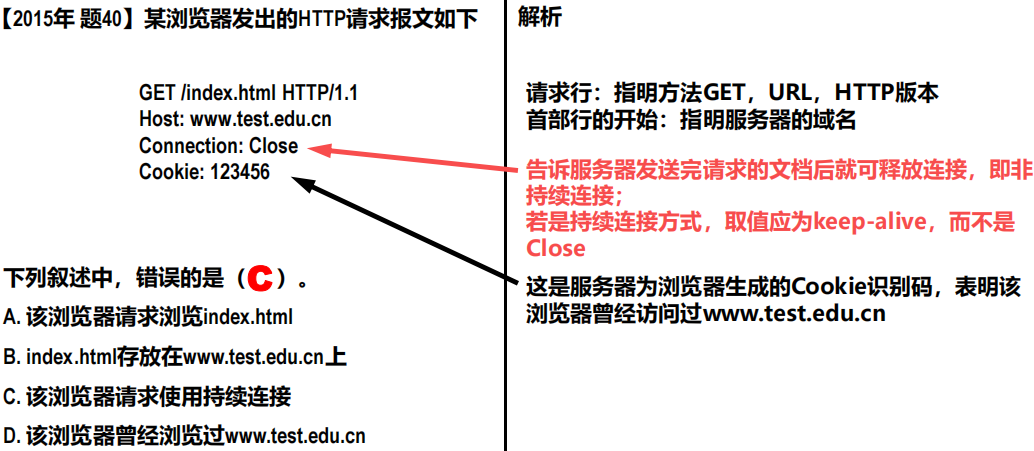 【2015年 题40】某浏览器发出的HTTP请求报文如下
GET /index.html HTTP/1.1
Host: www.test.edu.cn
Connection: Close
Cookie: 123456
下列叙述中，错误的是（C）。
A. 该浏览器请求浏览index.html
B. index.html存放在www.test.edu.cn上
C. 该浏览器请求使用持续连接
D. 该浏览器曾经浏览过www.test.edu.cn
解析
请求行：指明方法GET，URL，HTTP版本
首部行的开始：指明服务器的域名
告诉服务器发送完请求的文档后就可释放连接，即非
持续连接；
若是持续连接方式，取值应为keep-alive，而不是
Close
这是服务器为浏览器生成的Cookie识别码，表明该
浏览器曾经访问过www.test.edu.cn